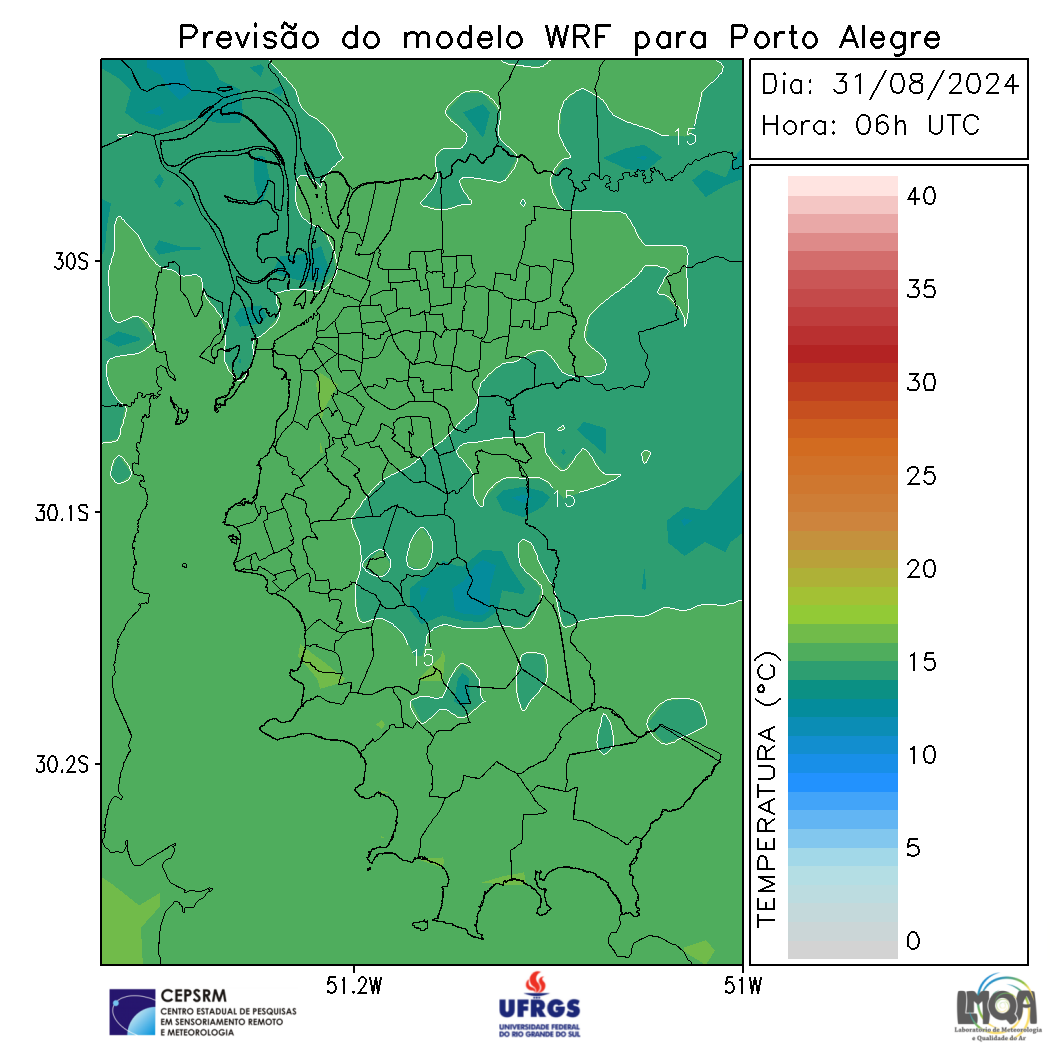 Previsão do modelo WRF para Porto Alegre
Dia: 31/08/2024
Hora: 06h UTC
15
15
15
30S
30.1S
30.2S
51.2W
51W
40
35
30
25
20
15
10
5
0
TEMPERATURA (°C)
CEPSRM
CENTRO ESTADUAL DE PESQUISAS
EM SENSORIAMENTO REMOTO
E METEOROLOGIA
UFRGS
UNIVERSIDADE FEDERAL
DO RIO GRANDE DO SUL
LMQA
Laboratório de Meteorologia
e Qualidade do Ar